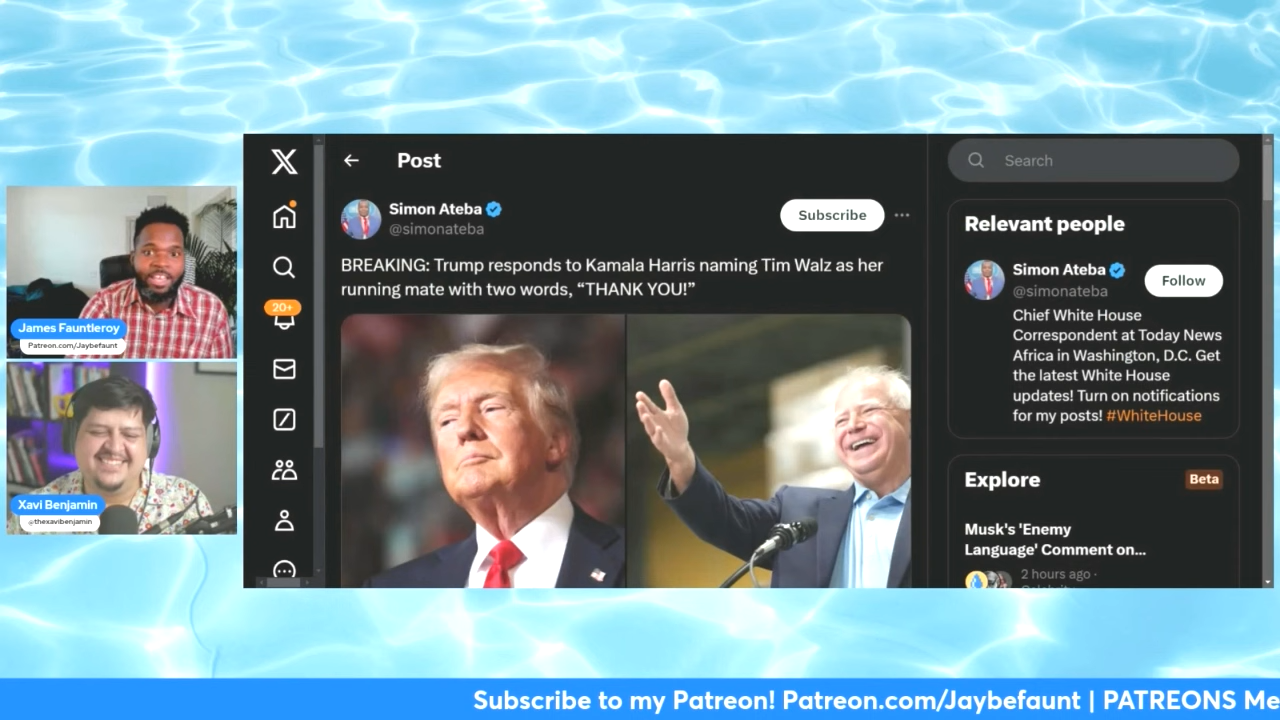 Post
Search
Simon Ateba
@simonateba
Subscribe
BREAKING: Trump responds to Kamala Harris naming Tim Walz as her
running mate with two words, “THANK YOU!”
Relevant people
Simon Ateba
@simonateba
Follow
Chief White House
Correspondent at Today News
Africa in Washington, D.C. Get
the latest White House
updates! Turn on notifications
for my posts! #WhiteHouse
Explore
Beta
Musk's 'Enemy
Language' Comment on...
2 hours ago ·
20+
James Fauntleroy
Patreon.com/Jaybefaunt
Xavi Benjamin
@thexavibenjamin
Subscribe to my Patreon! Patreon.com/Jaybefaunt | PATREONS Me